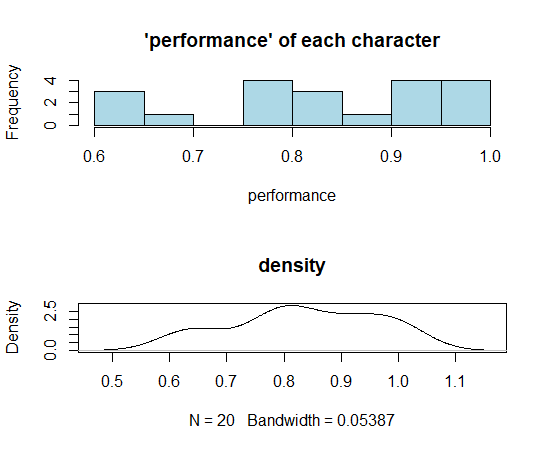 'performance' of each character
Frequency
0 2 4
0.6 0.7 0.8 0.9 1.0
performance
density
Density
0.0 2.5
0.5 0.6 0.7 0.8 0.9 1.0 1.1
N = 20 Bandwidth = 0.05387